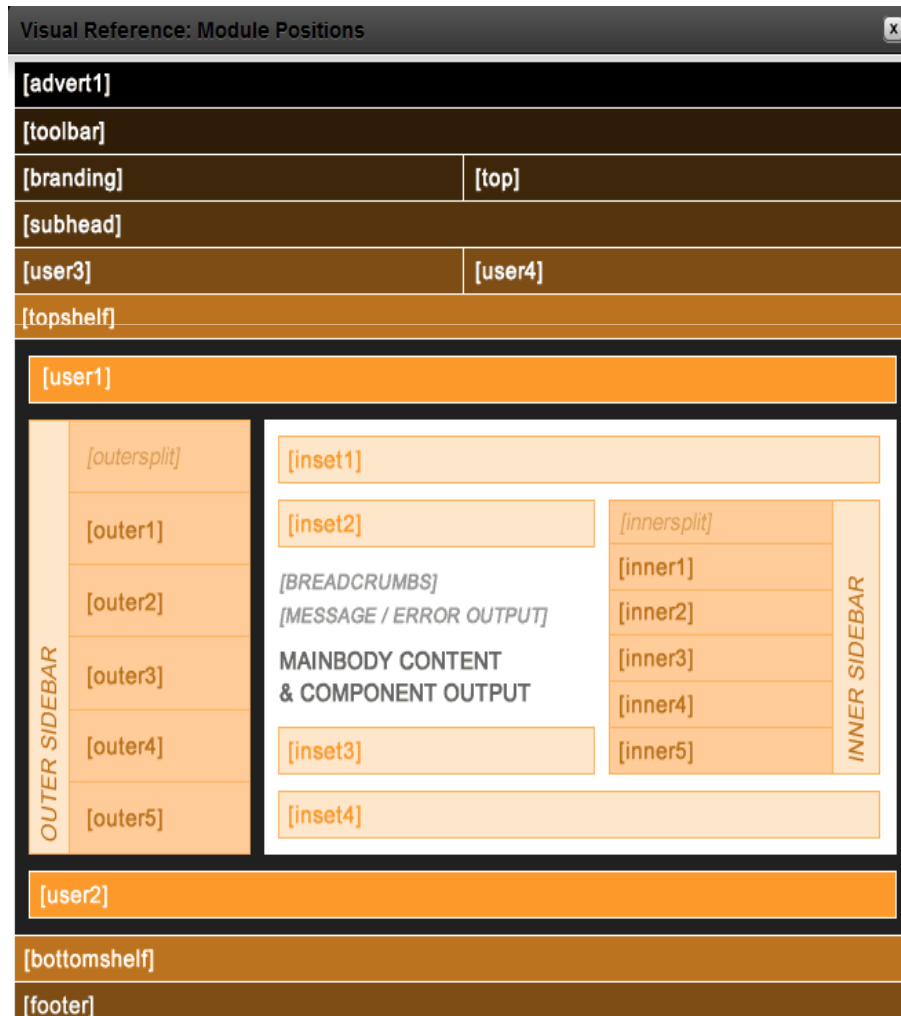 Visual Reference: Module Positions
x
[advert1]
[toolbar]
[branding] [top]
[subhead]
[user3] [user4]
[topshelf]
[user1]
OUTER SIDEBAR
[outersplit]
[outer1]
[outer2]
[outer3]
[outer4]
[outer5]
[inset1]
[inset2]
[BREADCRUMBS]
[MESSAGE / ERROR OUTPUT]
MAINBODY CONTENT
& COMPONENT OUTPUT
[inset3]
[innersplit]
[inner1]
[inner2]
[inner3]
[inner4]
[inner5]
INNER SIDEBAR
[inset4]
[user2]
[bottomshelf]
[footer]